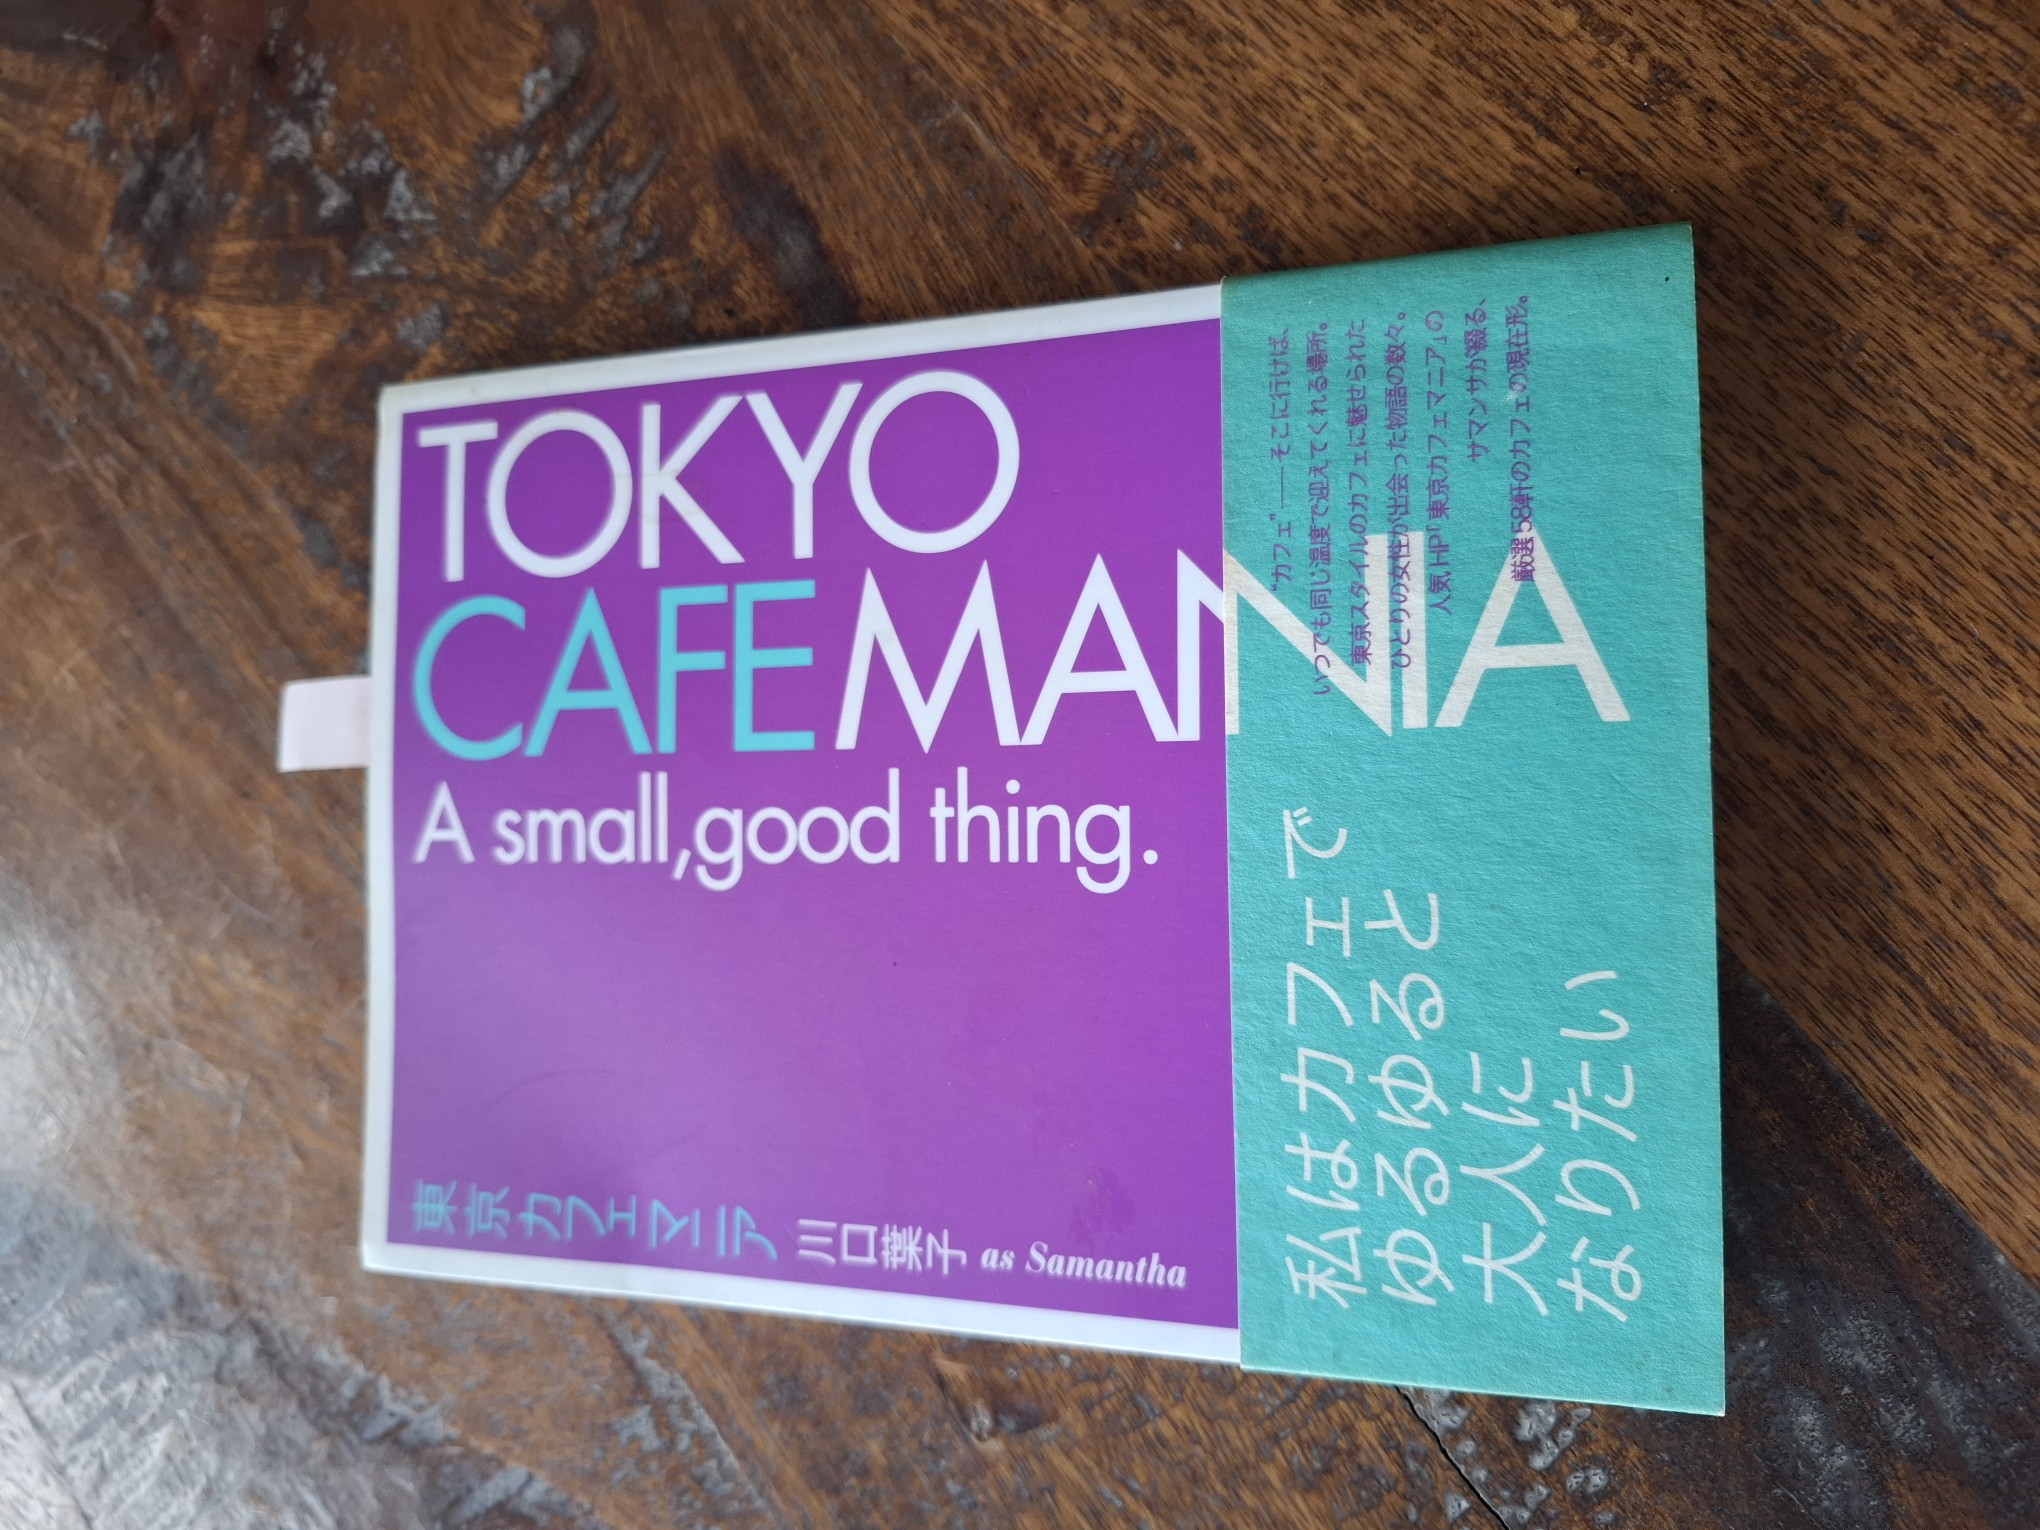 TOKYO
CAFE MANIA
A small, good thing.
東京カフェマニア 川口葉子 as Samantha
“カフェ”――そこに行けば、
いつでも同じ温度で迎えてくれる場所。
東京スタイルのカフェに魅せられた
ひとりの女性が出会った物語の数々。
人気HP「東京カフェマニア」の
サマンサが綴る、
厳選58軒のカフェの現在形。
私はカフェで
ゆるゆると
大人に
なりたい